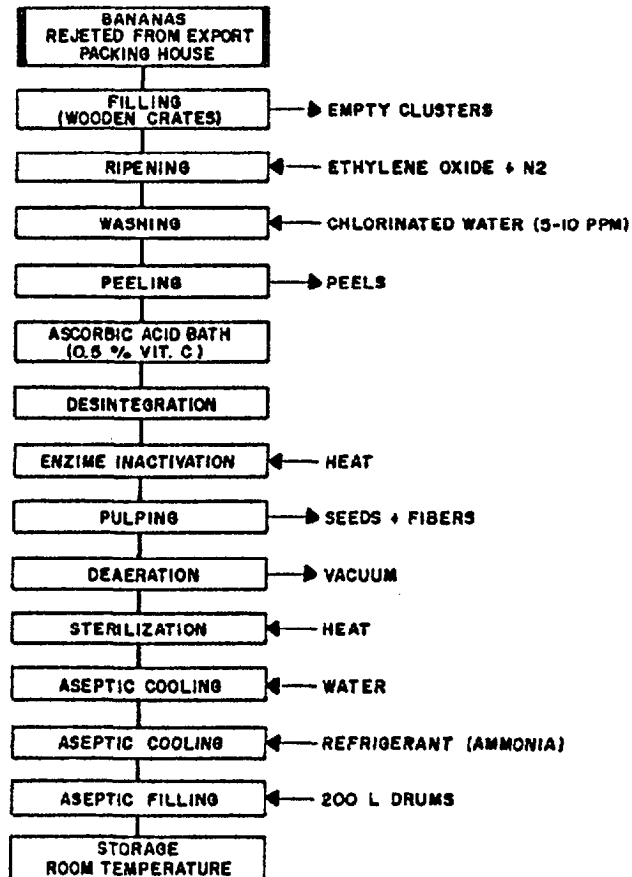 BANANAS
REJETED FROM EXPORT
PACKING HOUSE
FILLING
(WOODEN CRATES)
EMPTY CLUSTERS
RIPENING
ETHYLENE OXIDE + N2
WASHING
CHLORINATED WATER (5-10 PPM)
PEELING
PEELS
ASCORBIC ACID BATH
(0.5 % VIT. C)
DESINTEGRATION
ENZIME INACTIVATION
HEAT
PULPING
SEEDS + FIBERS
DEAERATION
VACUUM
STERILIZATION
HEAT
ASEPTIC COOLING
WATER
ASEPTIC COOLING
REFRIGERANT (AMMONIA)
ASEPTIC FILLING
200 L DRUMS
STORAGE
ROOM TEMPERATURE